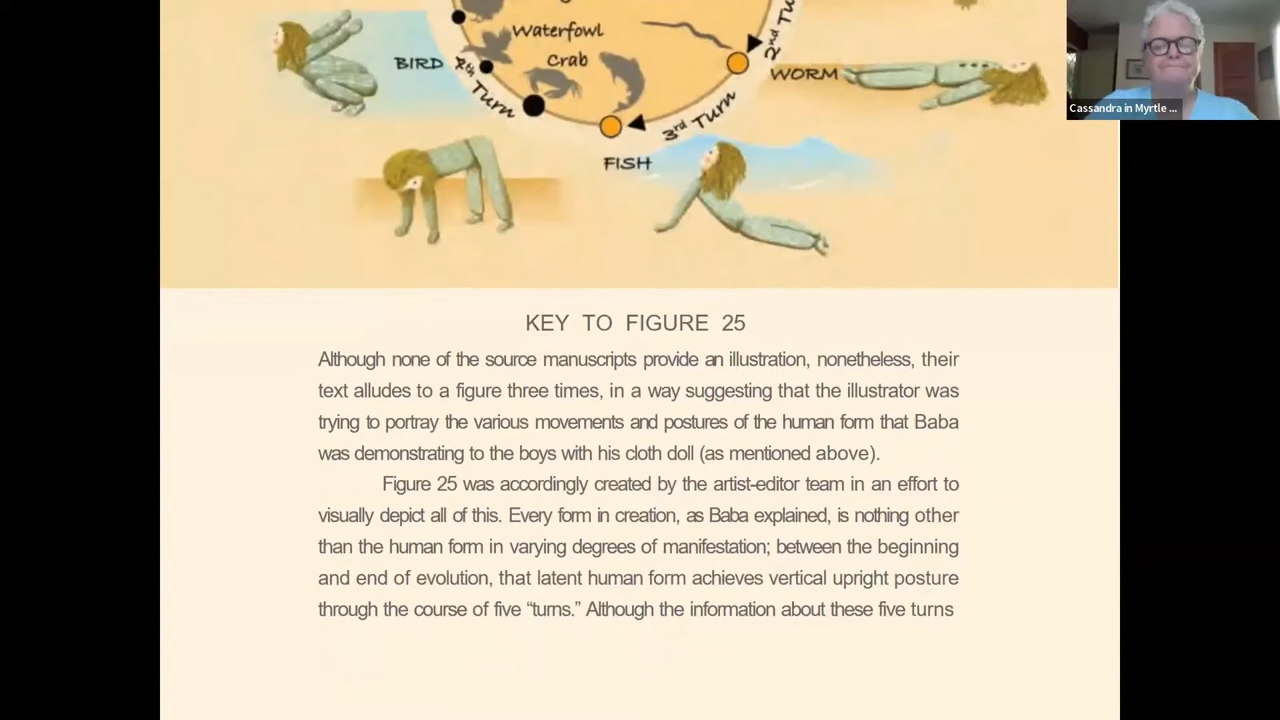 Waterfowl
Crab
BIRD
4th Turn
2nd Tu
WORM
3rd Turn
FISH
Cassandra in Myrtle ...
KEY TO FIGURE 25
Although none of the source manuscripts provide an illustration, nonetheless, their
text alludes to a figure three times, in a way suggesting that the illustrator was
trying to portray the various movements and postures of the human form that Baba
was demonstrating to the boys with his cloth doll (as mentioned above).
Figure 25 was accordingly created by the artist-editor team in an effort to
visually depict all of this. Every form in creation, as Baba explained, is nothing other
than the human form in varying degrees of manifestation; between the beginning
and end of evolution, that latent human form achieves vertical upright posture
through the course of five “turns.” Although the information about these five turns